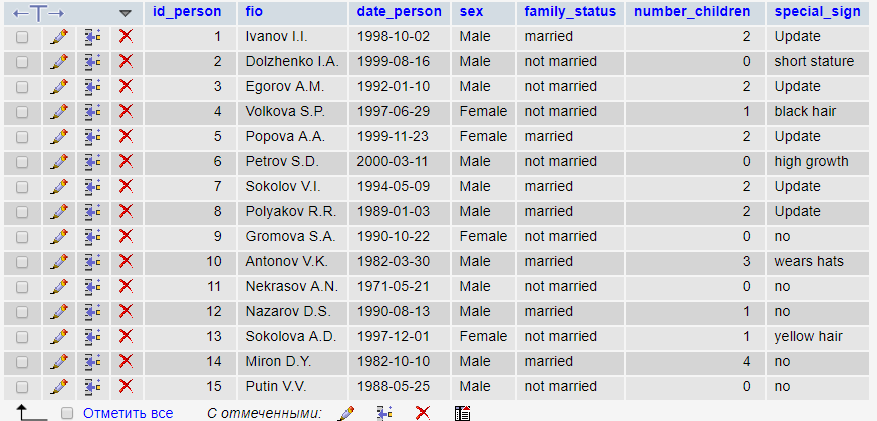 id_person fio date_person sex family_status number_children special_sign
1 Ivanov I.I. 1998-10-02 Male married 2 Update
2 Dolzhenko I.A. 1999-08-16 Male not married 0 short stature
3 Egorov A.M. 1992-01-10 Male not married 2 Update
4 Volkova S.P. 1997-06-29 Female not married 1 black hair
5 Popova A.A. 1999-11-23 Female married 2 Update
6 Petrov S.D. 2000-03-11 Male not married 0 high growth
7 Sokolov V.I. 1994-05-09 Male married 2 Update
8 Polyakov R.R. 1989-01-03 Male married 2 Update
9 Gromova S.A. 1990-10-22 Female not married 0 no
10 Antonov V.K. 1982-03-30 Male married 3 wears hats
11 Nekrasov A.N. 1971-05-21 Male not married 0 no
12 Nazarov D.S. 1990-08-13 Male married 1 no
13 Sokolova A.D. 1997-12-01 Female not married 1 yellow hair
14 Miron D.Y. 1982-10-10 Male married 4 no
15 Putin V.V. 1988-05-25 Male not married 0 no
Отметить все С отмеченными: